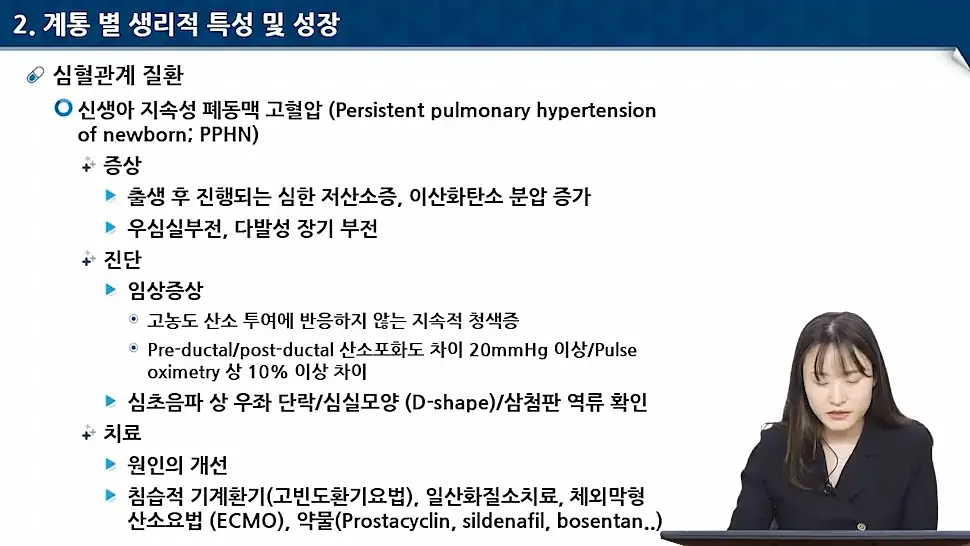 2. 계통 별 생리적 특성 및 성장
심혈관계 질환
신생아 지속성 폐동맥 고혈압 (Persistent pulmonary hypertension
of newborn; PPHN)
증상
출생 후 진행되는 심한 저산소증, 이산화탄소 분압 증가
우심실부전, 다발성 장기 부전
진단
임상증상
고농도 산소 투여에 반응하지 않는 지속적 청색증
Pre-ductal/post-ductal 산소포화도 차이 20mmHg 이상/Pulse
oximetry 상 10% 이상 차이
심초음파 상 우좌 단락/심실모양 (D-shape)/삼첨판 역류 확인
치료
원인의 개선
침습적 기계환기(고빈도환기요법), 일산화질소치료, 체외막형
산소요법 (ECMO), 약물(Prostacyclin, sildenafil, bosentan..)